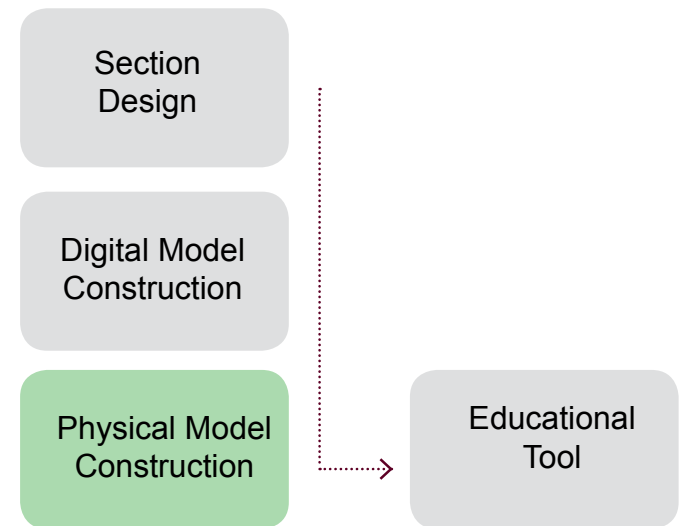 Section
Design
Digital Model
Construction
Physical Model
Construction
Educational
Tool